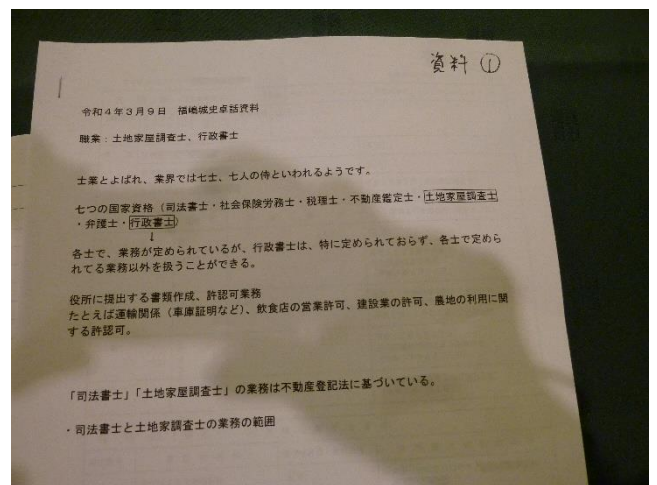 資料 ①
令和4年3月9日 福嶋城史卓話資料
職業：土地家屋調査士、行政書士
士業とよばれ、業界では七士、七人の侍といわれるようです。
七つの国家資格（司法書士・社会保険労務士・税理士・不動産鑑定士・土地家屋調査士
・弁護士・行政書士）
↓
各士で、業務が定められているが、行政書士は、特に定められておらず、各士で定めら
れてる業務以外を扱うことができる。
役所に提出する書類作成、許認可業務
たとえば運輸関係（車庫証明など）、飲食店の営業許可、建設業の許可、農地の利用に関
する許認可。
「司法書士」「土地家屋調査士」の業務は不動産登記法に基づいている。
・司法書士と土地家調査士の業務の範囲